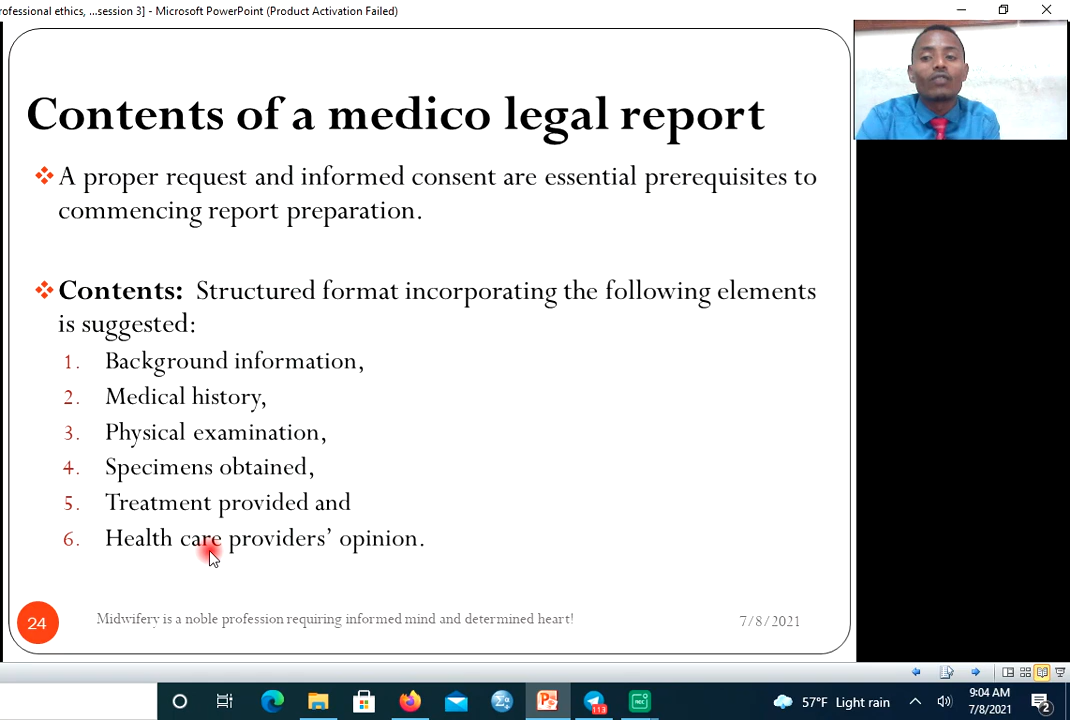 rofessional ethics, ...session 3] - Microsoft PowerPoint (Product Activation Failed)
Contents of a medico legal report
A proper request and informed consent are essential prerequisites to
commencing report preparation.
Contents: Structured format incorporating the following elements
is suggested:
1. Background information,
2. Medical history,
3. Physical examination,
4. Specimens obtained,
5. Treatment provided and
6. Health care providers' opinion.
24
Midwifery is a noble profession requiring informed mind and determined heart!
7/8/2021
113
REC
57°F Light rain
9:04 AM
7/8/2021
2